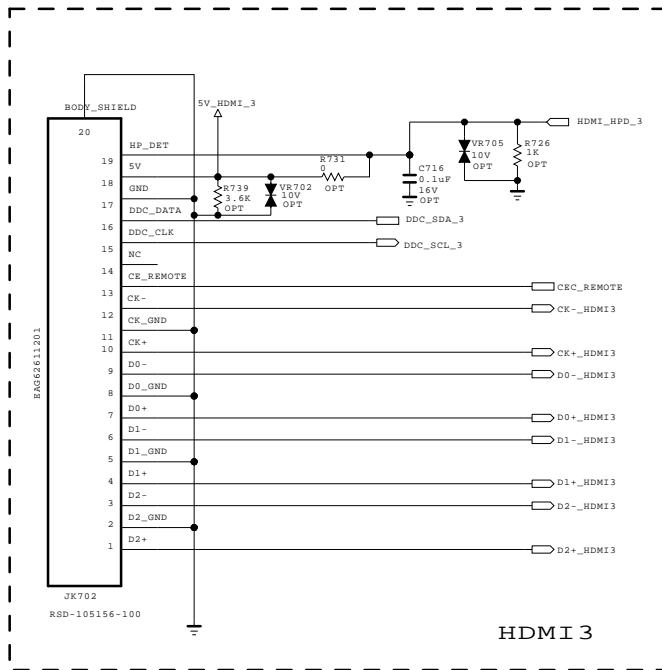 BODY_SHIELD
20
5V_HDMI_3
HDMI_HPD_3
19
HP_DET
18
5V
17
GND
16
DDC_DATA
15
DDC_CLK
14
NC
13
CE_REMOTE
12
CK-
11
CK_GND
10
CK+
9
D0-
8
D0_GND
7
D0+
6
D1-
5
D1_GND
4
D1+
3
D2-
2
D2_GND
1
D2+
R739
3.6K
OPT
VR702
10V
OPT
R731
0
OPT
C716
0.1uF
16V
OPT
VR705
10V
OPT
R726
1K
OPT
DDC_SDA_3
DDC_SCL_3
CEC_REMOTE
CK-_HDMI3
CK+_HDMI3
D0-_HDMI3
D0+_HDMI3
D1-_HDMI3
D1+_HDMI3
D2-_HDMI3
D2+_HDMI3
EAG62611201
JK702
RSD-105156-100
HDMI3